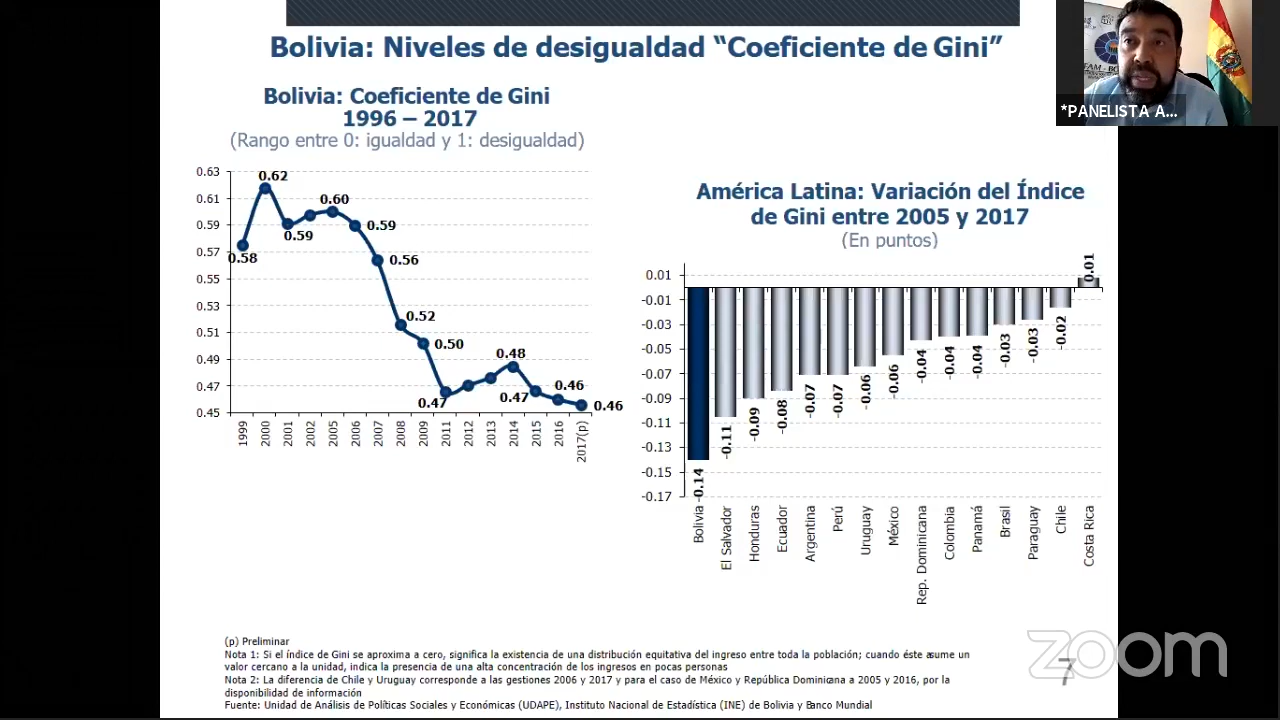 Bolivia: Niveles de desigualdad “Coeficiente de Gini”
*PANELISTA A...
Bolivia: Coeficiente de Gini
1996 – 2017
(Rango entre 0: igualdad y 1: desigualdad)
0.63
0.61
0.59
0.57
0.55
0.53
0.51
0.49
0.47
0.45
0.58
0.62
0.59
0.60
0.59
0.56
0.52
0.50
0.47
0.48
0.47
0.46
0.46
1999
2000
2001
2002
2005
2006
2007
2008
2009
2011
2012
2013
2014
2015
2016
2017(p)
América Latina: Variación del Índice
de Gini entre 2005 y 2017
(En puntos)
0.01
-0.01
-0.03
-0.05
-0.07
-0.09
-0.11
-0.13
-0.15
-0.17
-0.14
-0.11
-0.09
-0.08
-0.07
-0.07
-0.06
-0.06
-0.04
-0.04
-0.04
-0.03
-0.03
-0.02
0.01
Bolivia
El Salvador
Honduras
Ecuador
Argentina
Perú
Uruguay
México
Rep. Dominicana
Colombia
Panamá
Brasil
Paraguay
Chile
Costa Rica
(p) Preliminar
Nota 1: Si el índice de Gini se aproxima a cero, significa la existencia de una distribución equitativa del ingreso entre toda la población; cuando éste asume un
valor cercano a la unidad, indica la presencia de una alta concentración de los ingresos en pocas personas
Nota 2: La diferencia de Chile y Uruguay corresponde a las gestiones 2006 y 2017 y para el caso de México y República Dominicana a 2005 y 2016, por la
disponibilidad de información
Fuente: Unidad de Análisis de Políticas Sociales y Económicas (UDAPE), Instituto Nacional de Estadística (INE) de Bolivia y Banco Mundial
zoom
7